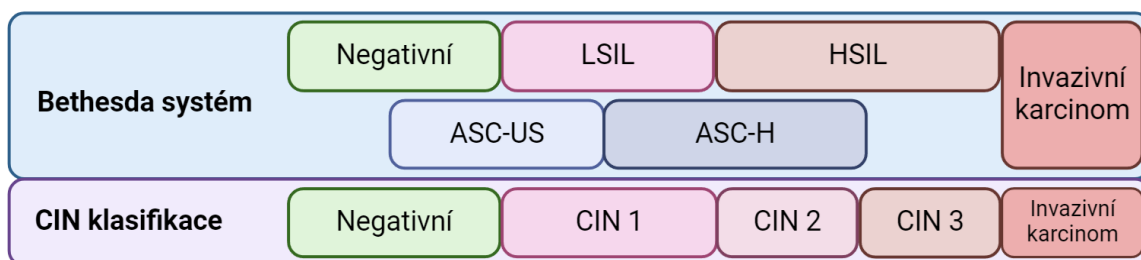 Negativní LSIL HSIL Invazivní karcinom
Bethesda systém
ASC-US ASC-H
CIN klasifikace Negativní CIN 1 CIN 2 CIN 3 Invazivní karcinom